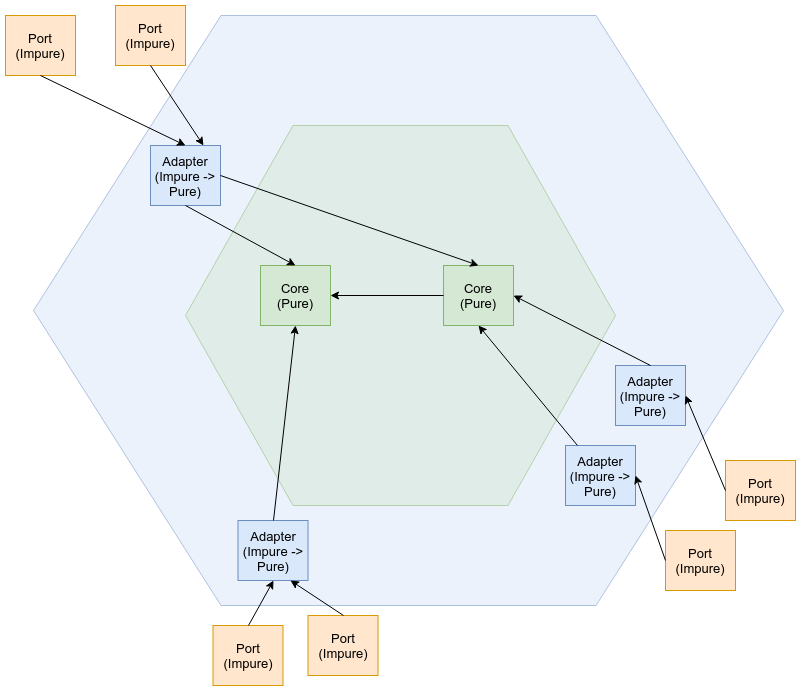 Port
(Impure)
Port
(Impure)
Adapter
(Impure ->
Pure)
Core
(Pure)
Core
(Pure)
Adapter
(Impure ->
Pure)
Adapter
(Impure ->
Pure)
Port
(Impure)
Adapter
(Impure ->
Pure)
Port
(Impure)
Port
(Impure)
Port
(Impure)